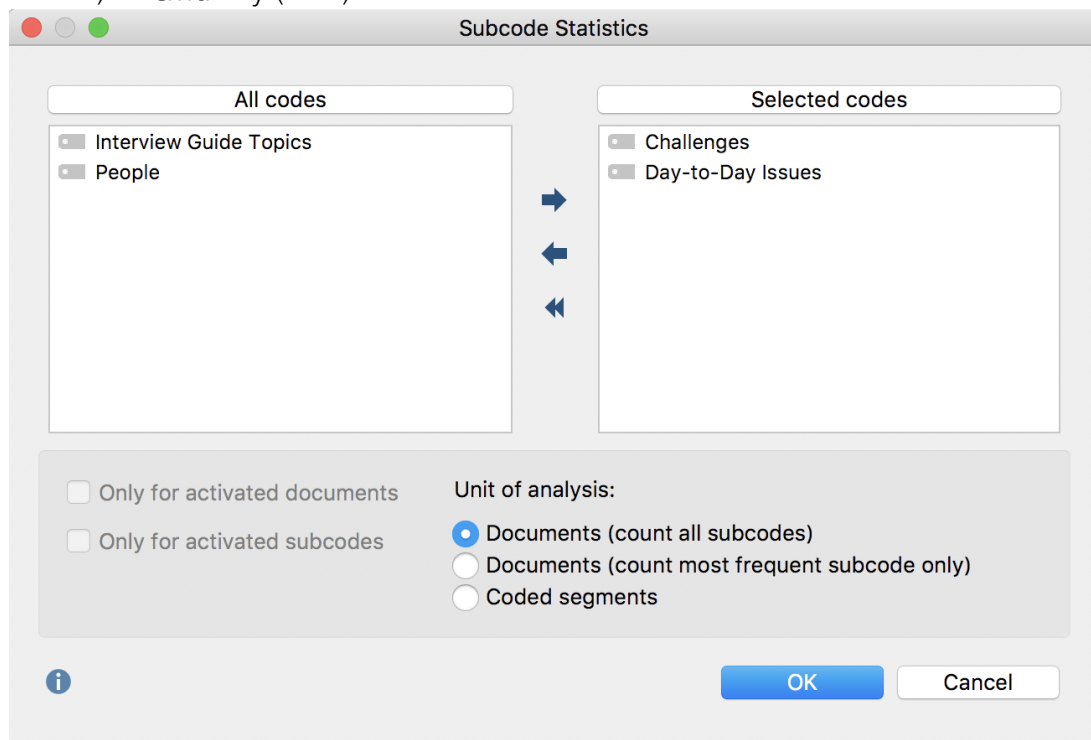 Subcode Statistics
All codes
Selected codes
Interview Guide Topics
People
Challenges
Day-to-Day Issues
Only for activated documents
Only for activated subcodes
Unit of analysis:
Documents (count all subcodes)
Documents (count most frequent subcode only)
Coded segments
OK
Cancel